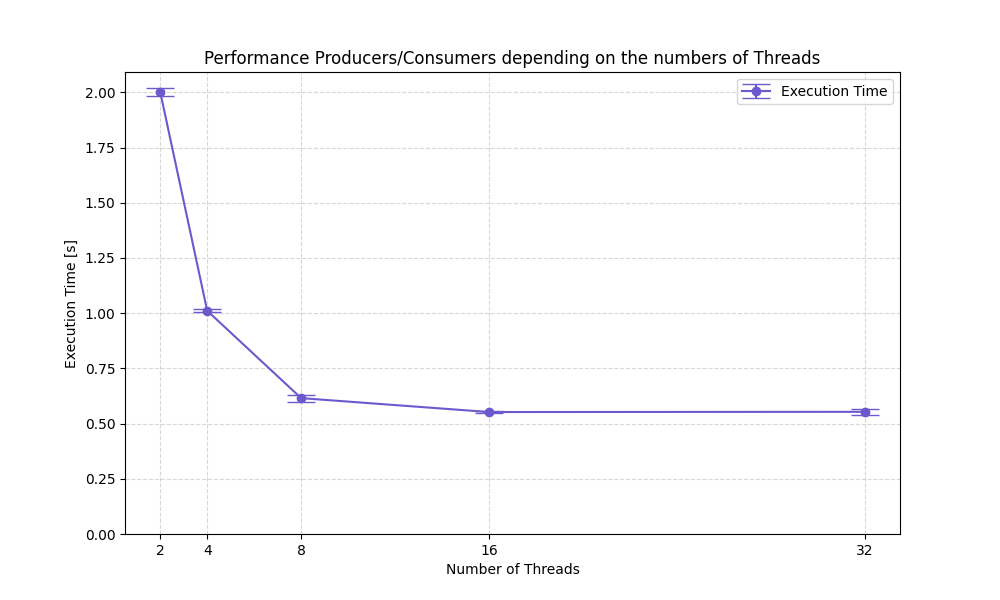 Performance Producers/Consumers depending on the numbers of Threads
Execution Time
2.00
1.75
1.50
1.25
1.00
0.75
0.50
0.25
0.00
Execution Time [s]
2 4 8 16 32
Number of Threads